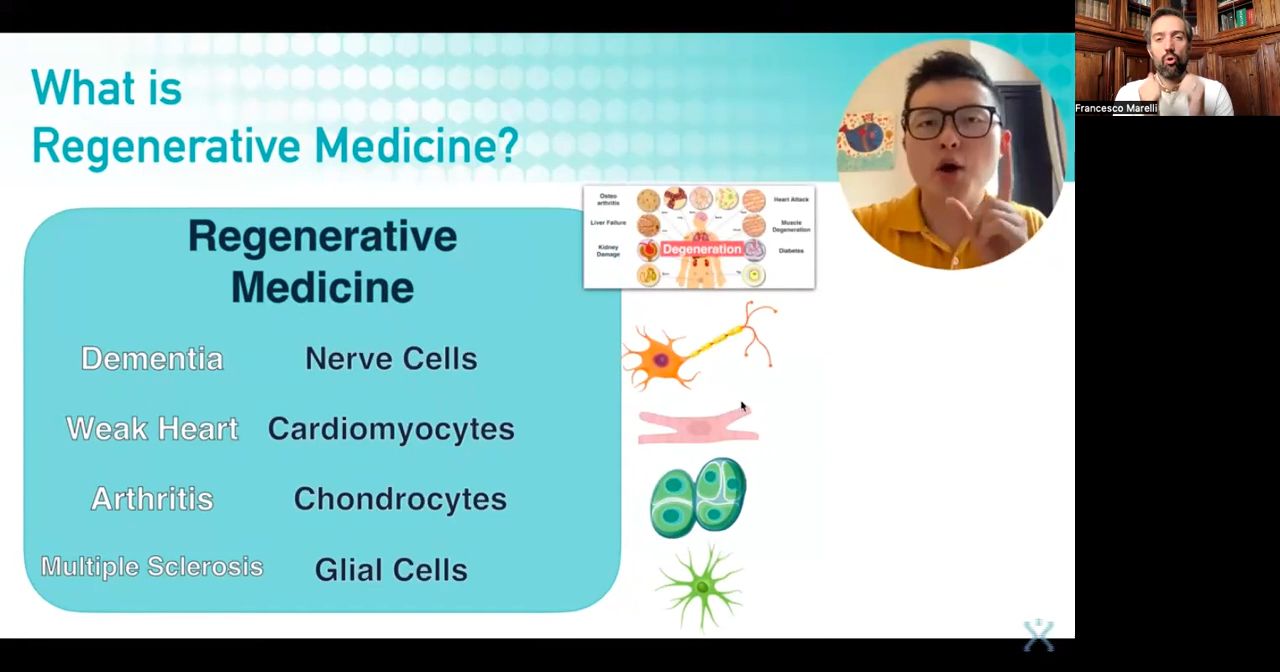 What is
Regenerative Medicine?
Francesco Marelli
Regenerative
Medicine
Osteo
arthritis
Liver Failure
Kidney
Damage
Degeneration
Heart Attack
Muscle
Degeneration
Diabetes
Dementia Nerve Cells
Weak Heart Cardiomyocytes
Arthritis Chondrocytes
Multiple Sclerosis Glial Cells